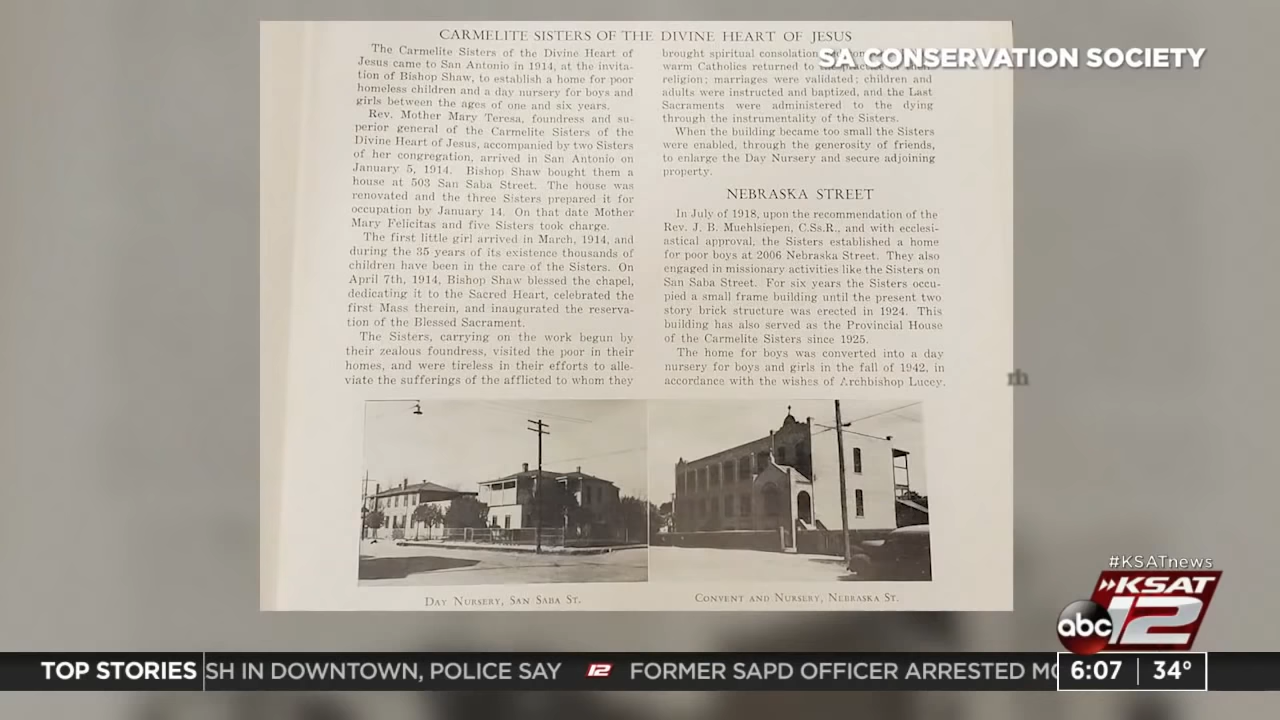 CARMELITE SISTERS OF THE DIVINE HEART OF JESUS
The Carmelite Sisters of the Divine Heart of
Jesus came to San Antonio in 1914, at the invita-
tion of Bishop Shaw, to establish a home for poor
homeless children and a day nursery for boys and
girls between the ages of one and six years.
Rev. Mother Mary Teresa, foundress and su-
perior general of the Carmelite Sisters of the
Divine Heart of Jesus, accompanied by two Sisters
of her congregation, arrived in San Antonio on
January 5, 1914. Bishop Shaw bought them a
house at 503 San Saba Street. The house was
renovated and the three Sisters prepared it for
occupation by January 14. On that date Mother
Mary Felicitas and five Sisters took charge.
The first little girl arrived in March, 1914, and
during the 35 years of its existence thousands of
children have been in the care of the Sisters. On
April 7th, 1914, Bishop Shaw blessed the chapel,
dedicating it to the Sacred Heart, celebrated the
first Mass therein, and inaugurated the reserva-
tion of the Blessed Sacrament.
The Sisters, carrying on the work begun by
their zealous foundress, visited the poor in their
homes, and were tireless in their efforts to alle-
viate the sufferings of the afflicted to whom they
brought spiritual consolation
warm Catholics returned to
religion; marriages were validated; children and
adults were instructed and baptized, and the Last
Sacraments were administered to the dying
through the instrumentality of the Sisters.
When the building became too small the Sisters
were enabled, through the generosity of friends,
to enlarge the Day Nursery and secure adjoining
property.
NEBRASKA STREET
In July of 1918, upon the recommendation of the
Rev. J. B. Muehlsiepen, C.Ss.R., and with ecclesi-
astical approval, the Sisters established a home
for poor boys at 2006 Nebraska Street. They also
engaged in missionary activities like the Sisters on
San Saba Street. For six years the Sisters occu-
pied a small frame building until the present two
story brick structure was erected in 1924. This
building has also served as the Provincial House
of the Carmelite Sisters since 1925.
The home for boys was converted into a day
nursery for boys and girls in the fall of 1942, in
accordance with the wishes of Archbishop Lucey.
DAY NURSERY, SAN SABA ST.
CONVENT AND NURSERY, NEBRASKA ST.
SA CONSERVATION SOCIETY
#KSATnews
KSAT
abc 12
TOP STORIES
SH IN DOWNTOWN, POLICE SAY 12 FORMER SAPD OFFICER ARRESTED MO
6:07 34°